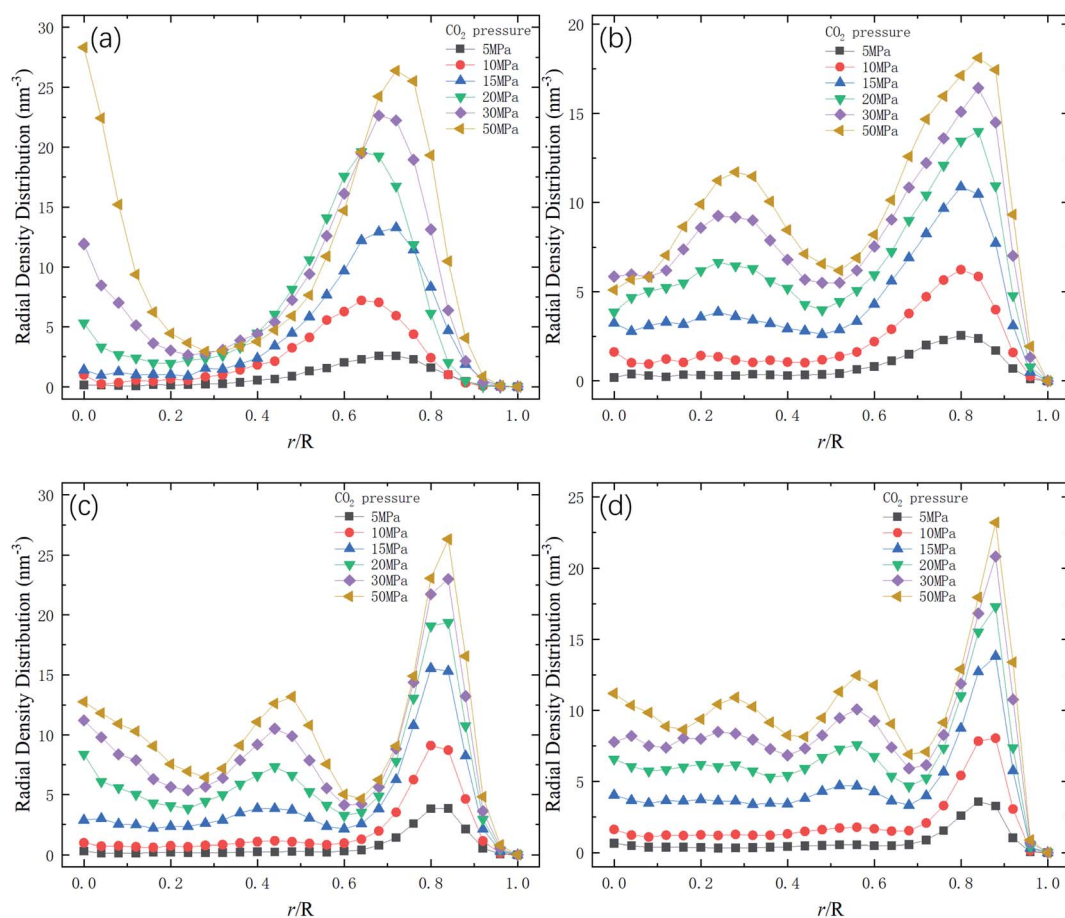 (a)
CO₂ pressure
5MPa
10MPa
15MPa
20MPa
30MPa
50MPa
Radial Density Distribution (nm⁻³)
30
25
20
15
10
5
0
0.0 0.2 0.4 0.6 0.8 1.0
r/R
(b)
CO₂ pressure
5MPa
10MPa
15MPa
20MPa
30MPa
50MPa
Radial Density Distribution (nm⁻³)
20
15
10
5
0
0.0 0.2 0.4 0.6 0.8 1.0
r/R
(c)
CO₂ pressure
5MPa
10MPa
15MPa
20MPa
30MPa
50MPa
Radial Density Distribution (nm⁻³)
30
25
20
15
10
5
0
0.0 0.2 0.4 0.6 0.8 1.0
r/R
(d)
CO₂ pressure
5MPa
10MPa
15MPa
20MPa
30MPa
50MPa
Radial Density Distribution (nm⁻³)
25
20
15
10
5
0
0.0 0.2 0.4 0.6 0.8 1.0
r/R